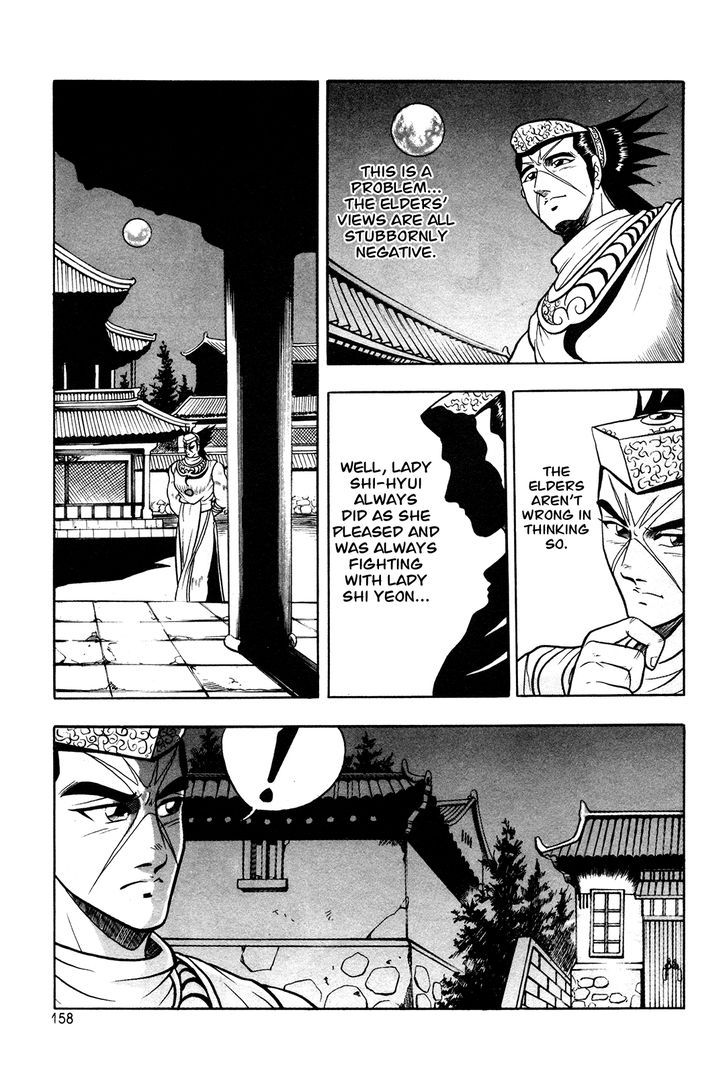 THIS IS A
PROBLEM...
THE ELDERS'
VIEWS ARE ALL
STUBBORNLY
NEGATIVE.
THE
ELDERS
AREN'T
WRONG IN
THINKING
SO.
WELL, LADY
SHI-HYUI
ALWAYS
DID AS SHE
PLEASED AND
WAS ALWAYS
FIGHTING
WITH LADY
SHI YEON...
!
158